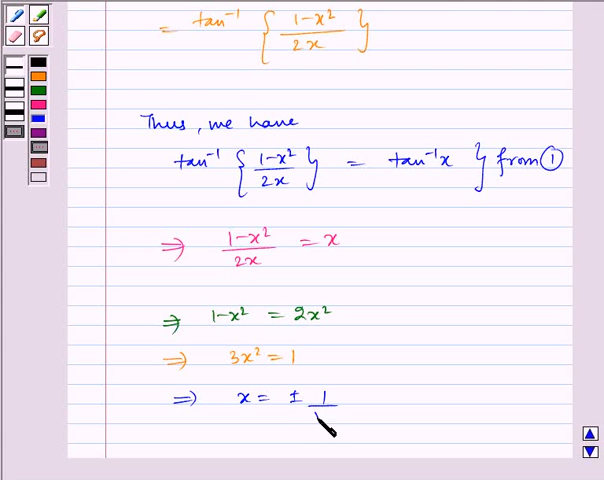 = tan⁻¹ { (1-x²)/(2x) }
Thus, we have
tan⁻¹ { (1-x²)/(2x) } = tan⁻¹x } from ①
⇒ (1-x²)/(2x) = x
⇒ 1-x² = 2x²
⇒ 3x² = 1
⇒ x = ± 1/